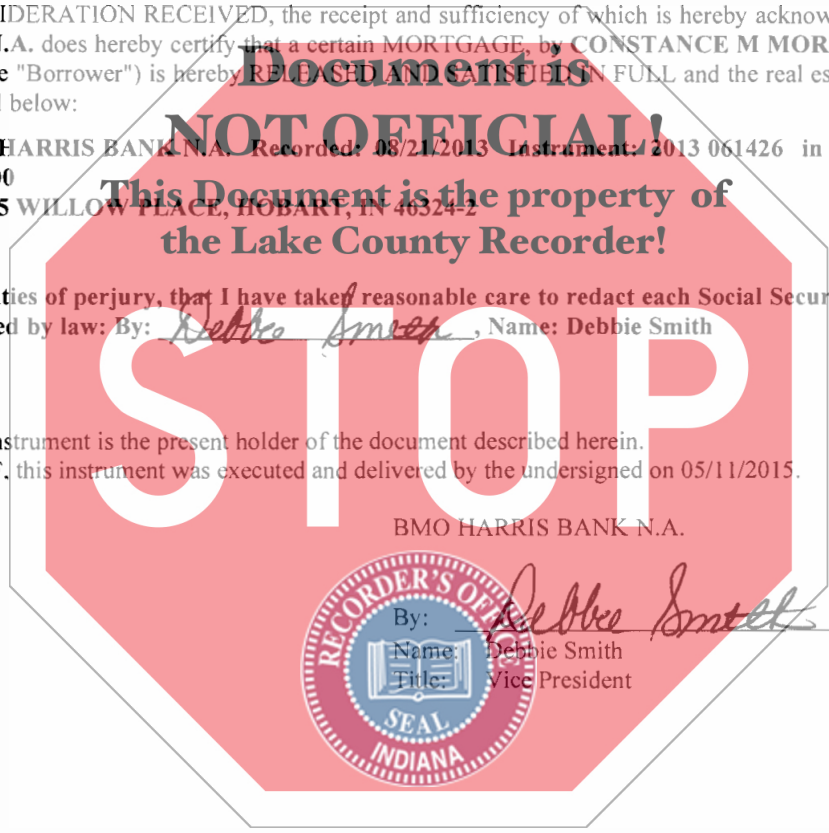 IDERATION RECEIVED, the receipt and sufficiency of which is hereby acknow
N.A. does hereby certify that a certain MORTGAGE, by CONSTANCE M MOR
e "Borrower") is hereby RELEASED AND SATISFIED IN FULL and the real es
below:
Document is
NOT OFFICIAL!
HARRIS BANK N.A. Recorded: 08/21/2013 Instrument: 2013 061426 in
00
This Document is the property of
5 WILLOW PLACE, HOBART, IN 46324-2
the Lake County Recorder!
ties of perjury, that I have taken reasonable care to redact each Social Secur
ed by law: By: Debbie Smith, Name: Debbie Smith
STOP
nstrument is the present holder of the document described herein.
, this instrument was executed and delivered by the undersigned on 05/11/2015.
BMO HARRIS BANK N.A.
By: Debbie Smith
Name: Debbie Smith
Title: Vice President
RECORDER'S OFFICE
SEAL
INDIANA